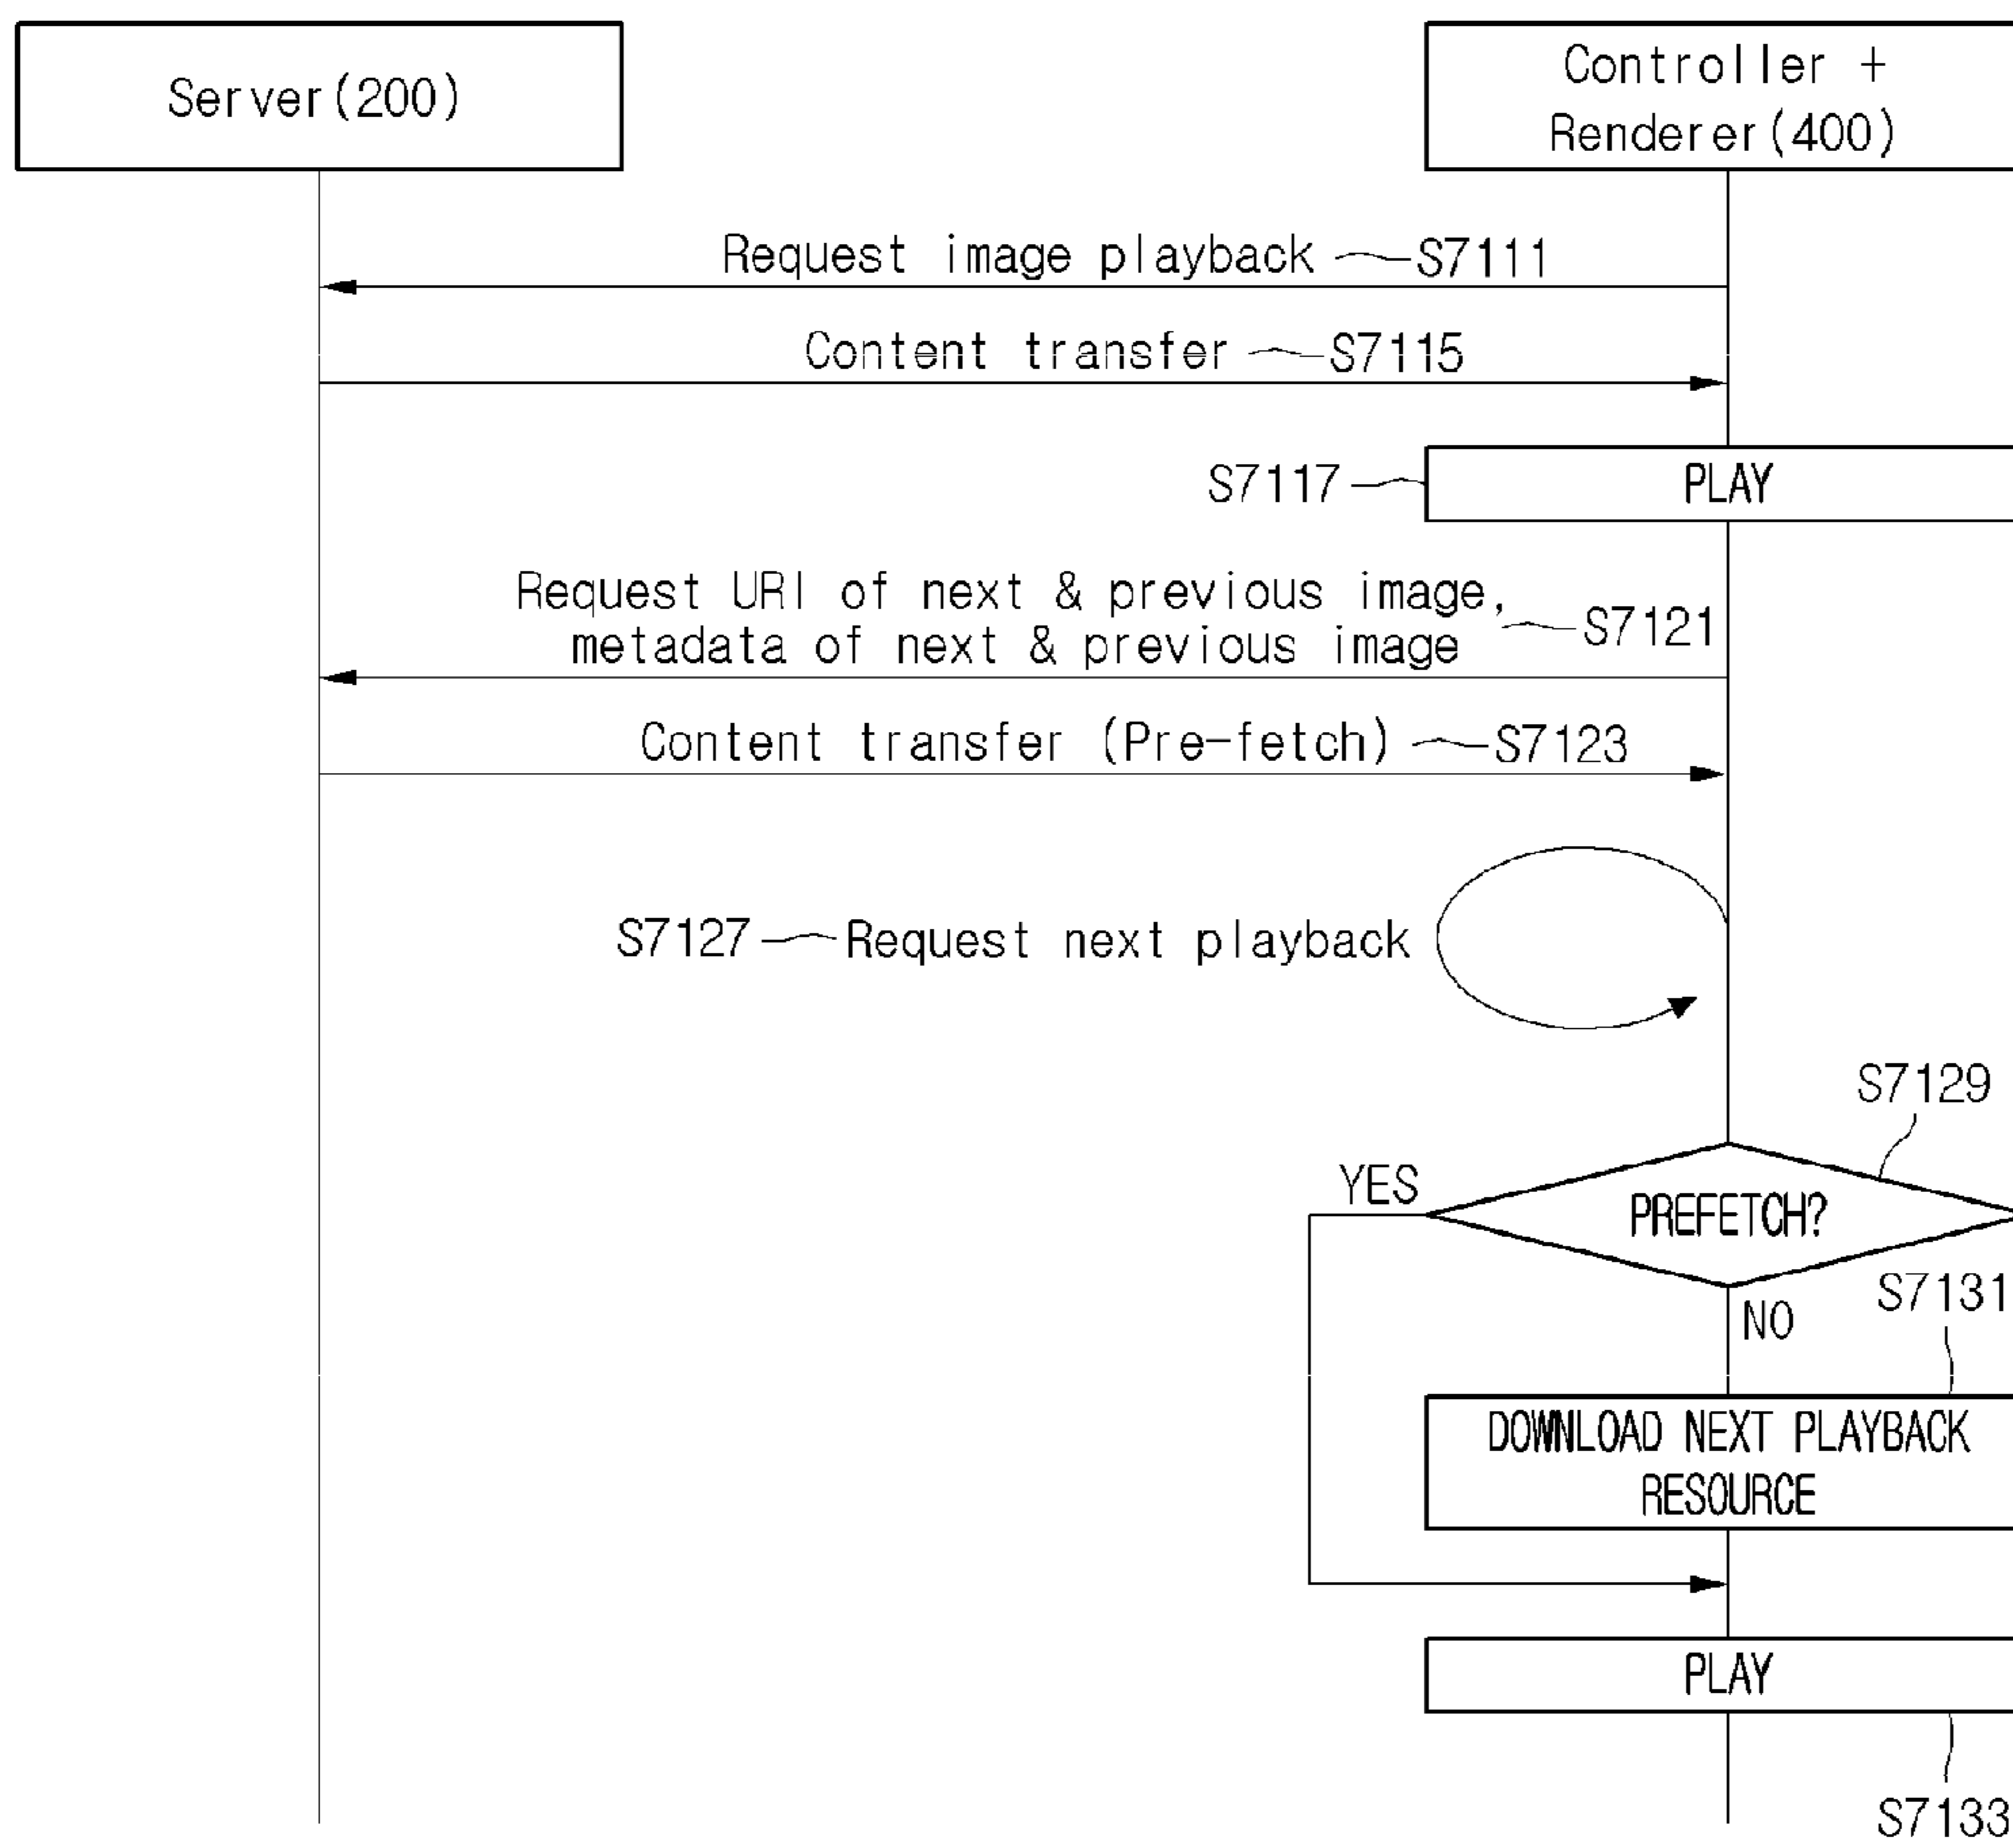 Server(200)
Controller +
Renderer(400)
Request image playback S7111
Content transfer S7115
S7117 PLAY
Request URI of next & previous image,
metadata of next & previous image S7121
Content transfer (Pre-fetch) S7123
S7127 Request next playback
S7129
YES
PREFETCH?
S7131
NO
DOWNLOAD NEXT PLAYBACK
RESOURCE
PLAY
S7133